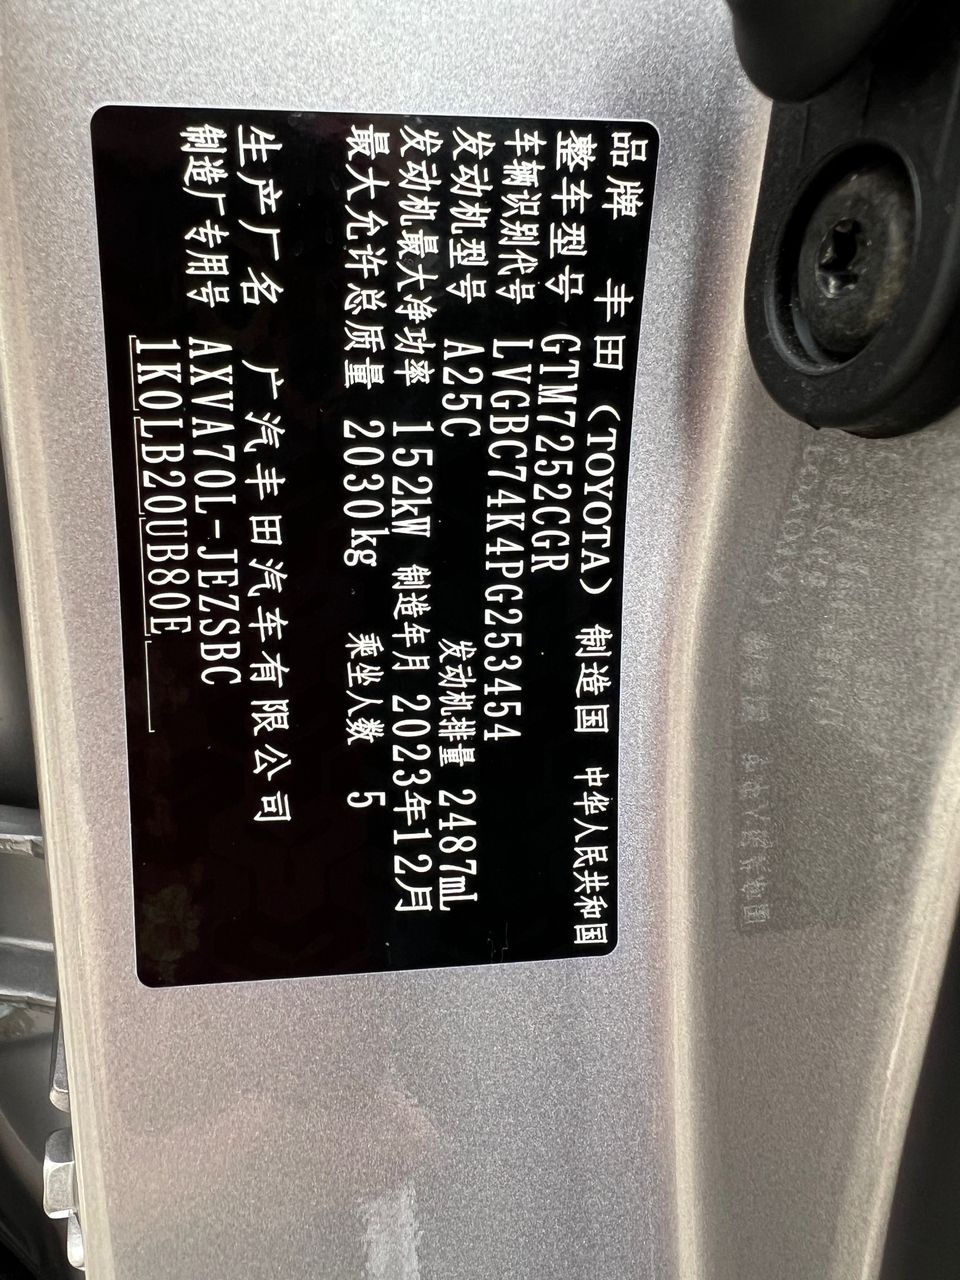 品牌 丰田（TOYOTA） 制造国 中华人民共和国
整车型号 GTM7252CGR
车辆识别代号 LVGBC74K4PG253454
发动机型号 A25C 发动机排量 2487mL
发动机最大净功率 152kW 制造年月 2023年12月
最大允许总质量 2030kg 乘坐人数 5
生产厂名 广汽丰田汽车有限公司
制造厂专用号 AXVA70L-JEZSBC
1K0LB20UB80E